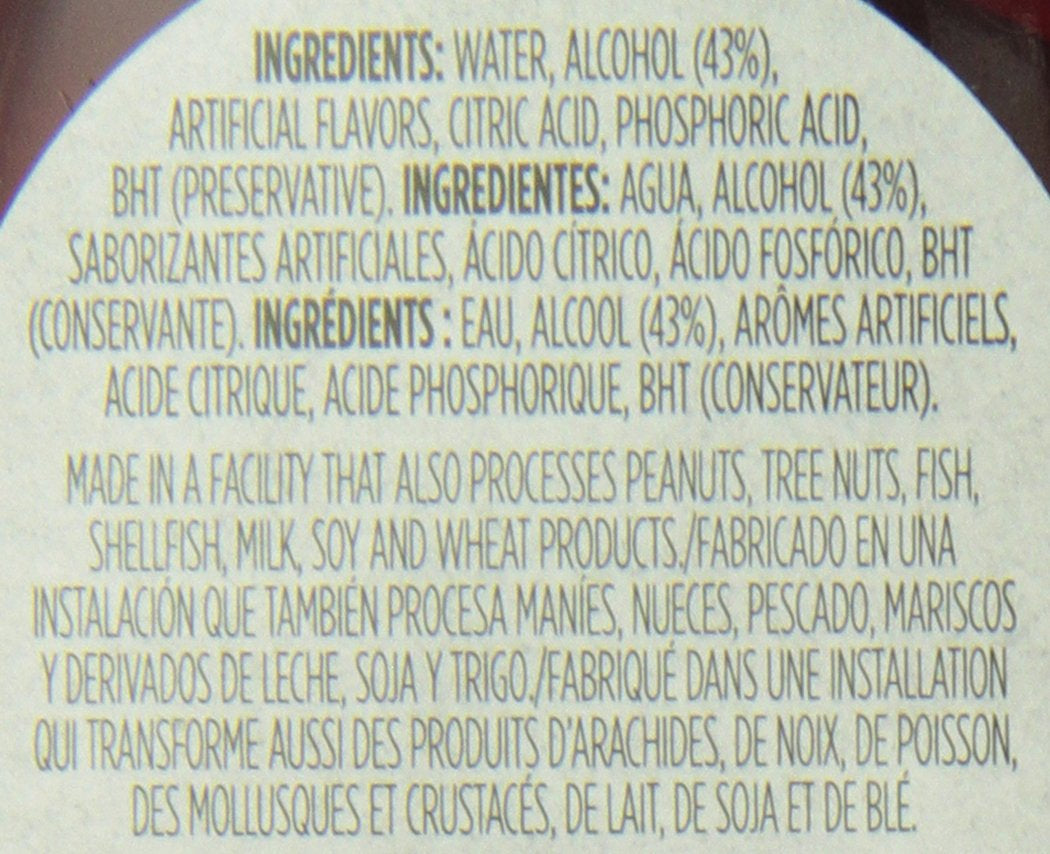 INGREDIENTS: WATER, ALCOHOL (43%),
ARTIFICIAL FLAVORS, CITRIC ACID, PHOSPHORIC ACID,
BHT (PRESERVATIVE). INGREDIENTES: AGUA, ALCOHOL (43%),
SABORIZANTES ARTIFICIALES, ÁCIDO CÍTRICO, ÁCIDO FOSFÓRICO, BHT
(CONSERVANTE). INGRÉDIENTS : EAU, ALCOOL (43%), ARÔMES ARTIFICIELS,
ACIDE CITRIQUE, ACIDE PHOSPHORIQUE, BHT (CONSERVATEUR).
MADE IN A FACILITY THAT ALSO PROCESSES PEANUTS, TREE NUTS, FISH,
SHELLFISH, MILK, SOY AND WHEAT PRODUCTS./FABRICADO EN UNA
INSTALACIÓN QUE TAMBIÉN PROCESA MANÍES, NUECES, PESCADO, MARISCOS
Y DERIVADOS DE LECHE, SOJA Y TRIGO./FABRIQUÉ DANS UNE INSTALLATION
QUI TRANSFORME AUSSI DES PRODUITS D'ARACHIDES, DE NOIX, DE POISSON,
DES MOLLUSQUES ET CRUSTACÉS, DE LAIT, DE SOJA ET DE BLÉ.